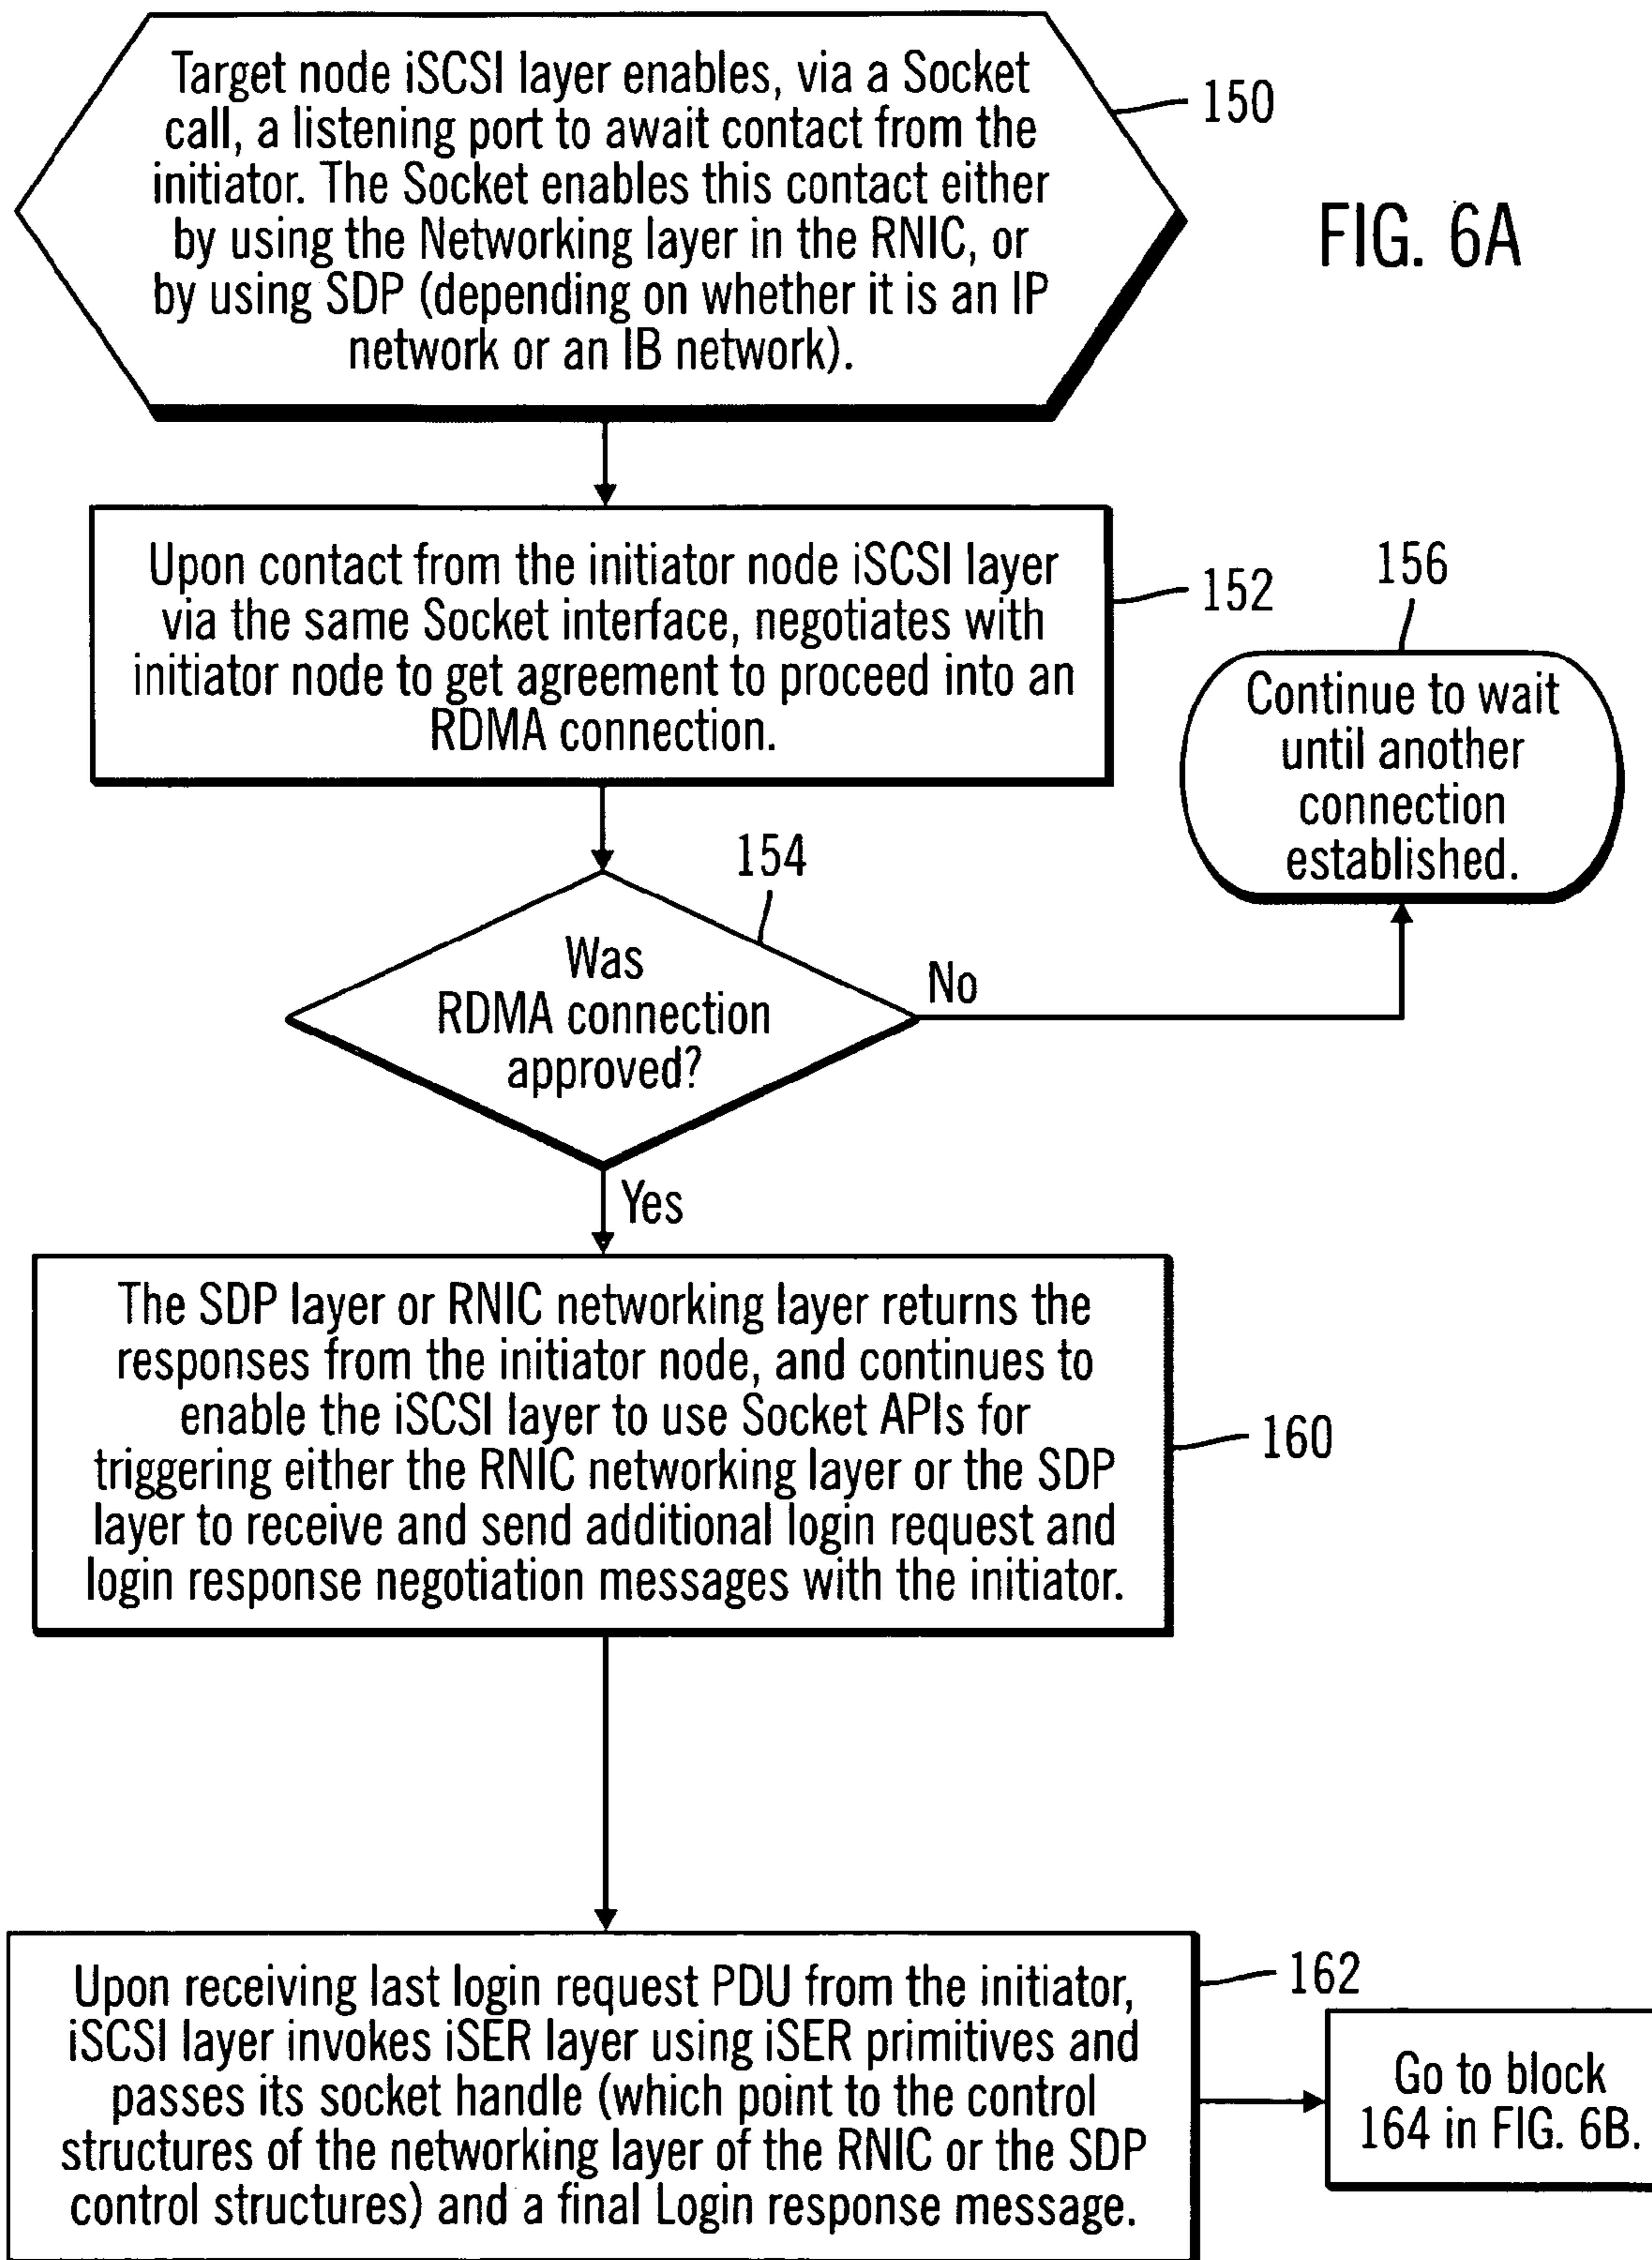 Target node iSCSI layer enables, via a Socket
call, a listening port to await contact from the
initiator. The Socket enables this contact either
by using the Networking layer in the RNIC, or
by using SDP (depending on whether it is an IP
network or an IB network).
150
FIG. 6A
Upon contact from the initiator node iSCSI layer
via the same Socket interface, negotiates with
initiator node to get agreement to proceed into an
RDMA connection.
152
156
Continue to wait
until another
connection
established.
154
Was
RDMA connection
approved?
No
Yes
The SDP layer or RNIC networking layer returns the
responses from the initiator node, and continues to
enable the iSCSI layer to use Socket APIs for
triggering either the RNIC networking layer or the SDP
layer to receive and send additional login request and
login response negotiation messages with the initiator.
160
Upon receiving last login request PDU from the initiator,
iSCSI layer invokes iSER layer using iSER primitives and
passes its socket handle (which point to the control
structures of the networking layer of the RNIC or the SDP
control structures) and a final Login response message.
162
Go to block
164 in FIG. 6B.